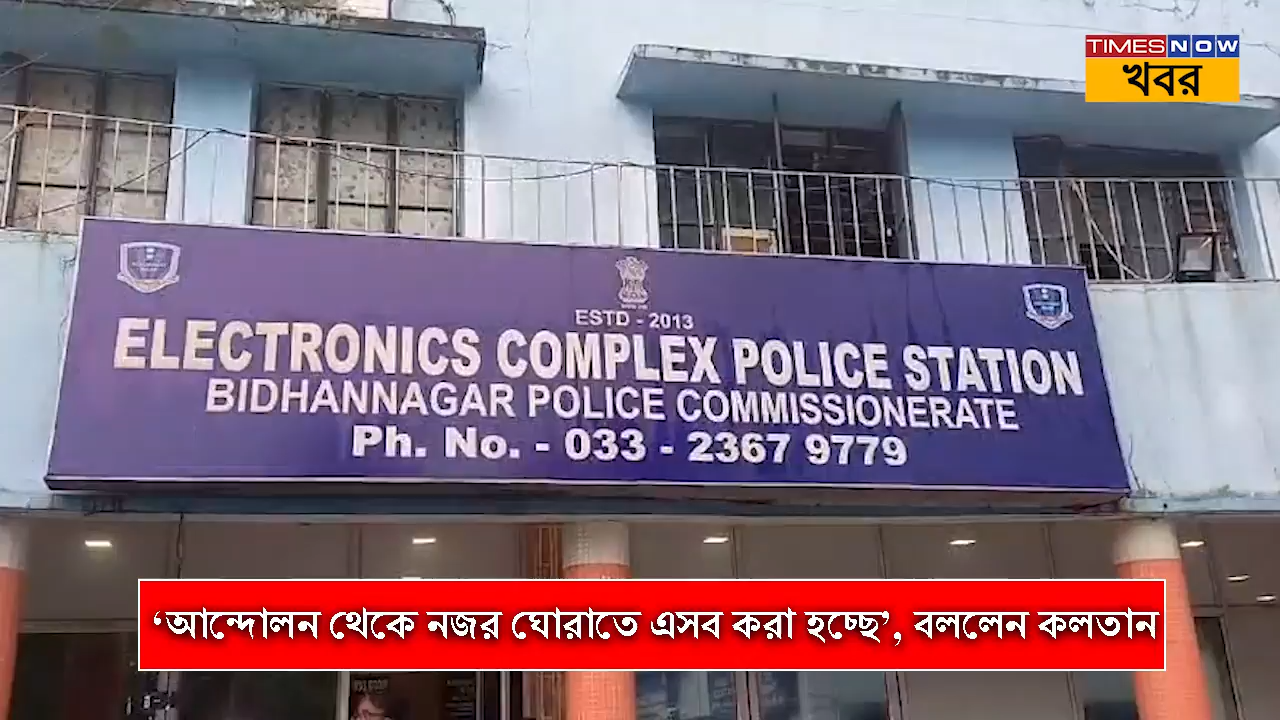 TIMES NOW
খবর
ESTD - 2013
ELECTRONICS COMPLEX POLICE STATION
BIDHANNAGAR POLICE COMMISSIONERATE
Ph. No. - 033 - 2367 9779
‘আন্দোলন থেকে নজর ঘোরাতে এসব করা হচ্ছে’, বললেন কলতান